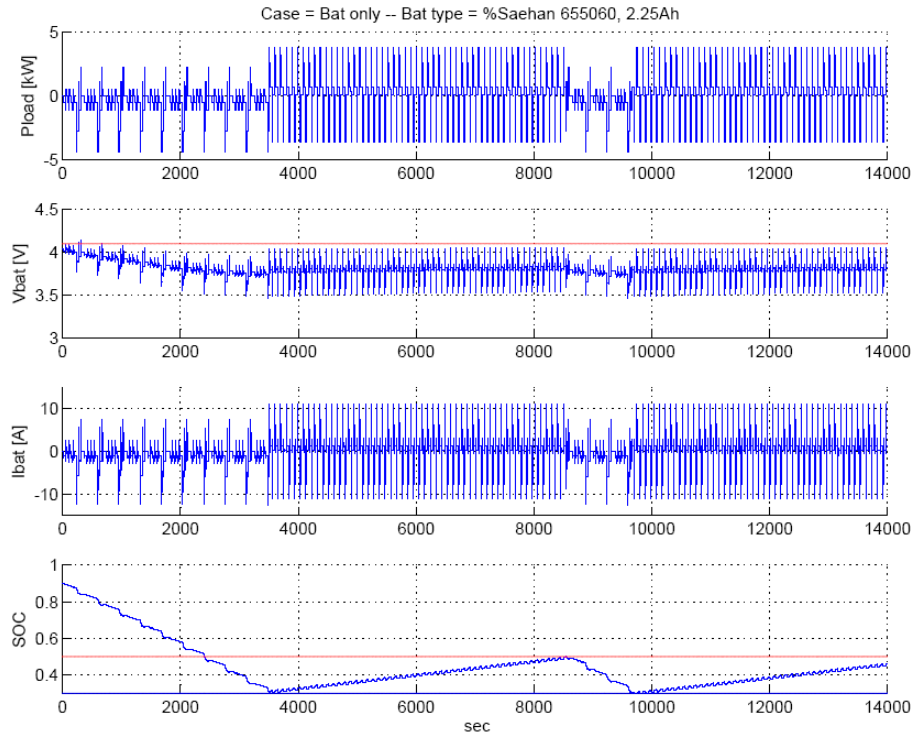 Case = Bat only -- Bat type = %Saehan 655060, 2.25Ah
Pload [kW]
5
0
-5
0 2000 4000 6000 8000 10000 12000 14000
Vbat [V]
4.5
4
3.5
3
0 2000 4000 6000 8000 10000 12000 14000
Ibat [A]
10
0
-10
0 2000 4000 6000 8000 10000 12000 14000
SOC
1
0.8
0.6
0.4
0 2000 4000 6000 8000 10000 12000 14000
sec